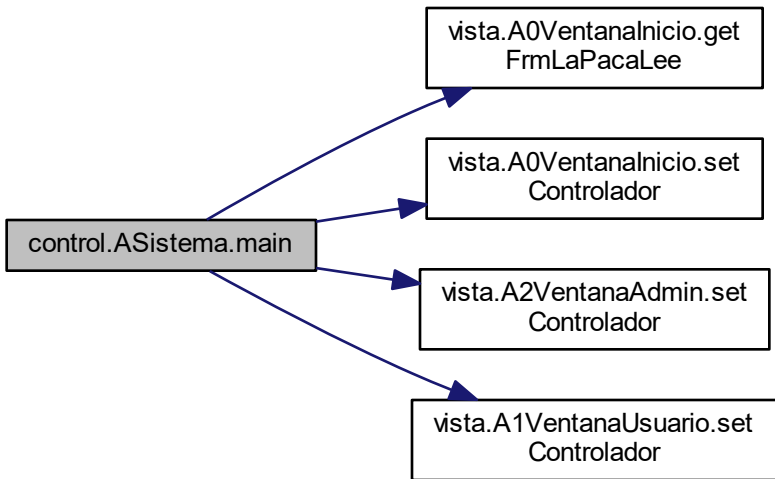 vista.A0VentanaInicio.get
FrmLaPacaLee
vista.A0VentanaInicio.set
Controlador
control.ASistema.main
vista.A2VentanaAdmin.set
Controlador
vista.A1VentanaUsuario.set
Controlador